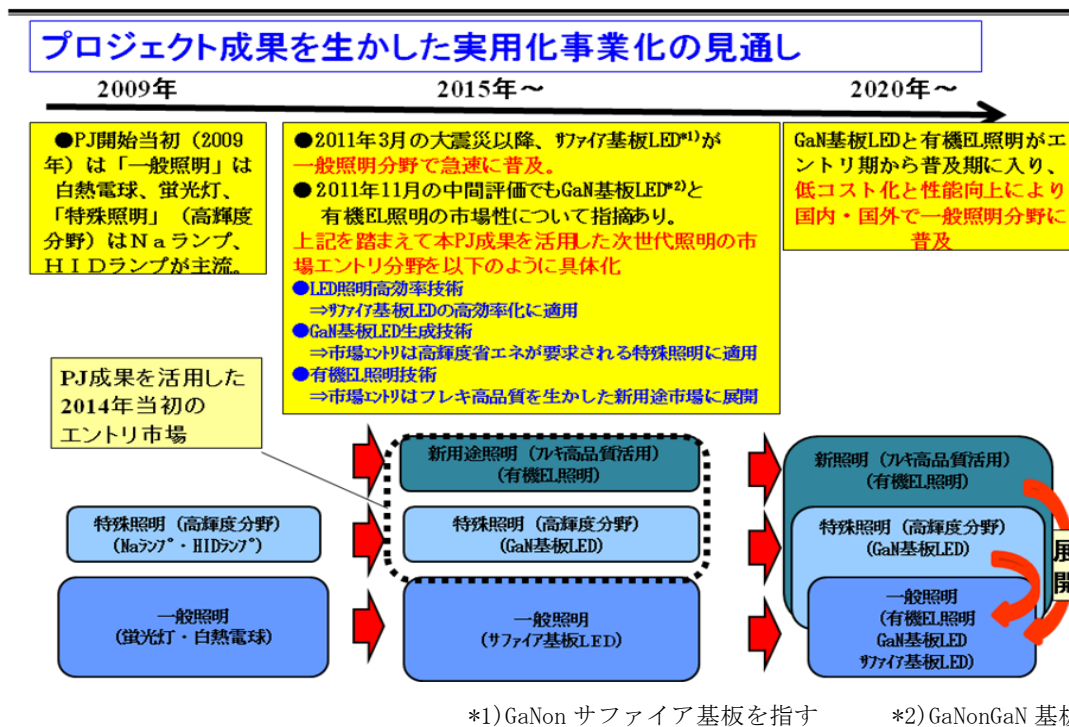 プロジェクト成果を生かした実用化事業化の見通し
2009年
2015年～
2020年～
●PJ開始当初（2009
年）は「一般照明」は
白熱電球、蛍光灯、
「特殊照明」（高輝度
分野）はＮａランプ、
ＨＩＤランプが主流。
●2011年3月の大震災以降、ｻﾌｧｲｱ基板LED*1)が
一般照明分野で急速に普及。
●2011年11月の中間評価でもGaN基板LED*2)と
有機EL照明の市場性について指摘あり。
上記を踏まえて本PJ成果を活用した次世代照明の市
場エントリ分野を以下のように具体化
●LED照明高効率技術
⇒ｻﾌｧｲｱ基板LEDの高効率化に適用
●GaN基板LED生成技術
⇒市場ｴﾝﾄﾘは高輝度省エネが要求される特殊照明に適用
●有機EL照明技術
⇒市場ｴﾝﾄﾘはフレキ高品質を生かした新用途市場に展開
GaN基板LEDと有機EL照明がエ
ントリ期から普及期に入り、
低コスト化と性能向上により
国内・国外で一般照明分野に
普及
PJ成果を活用した
2014年当初の
エントリ市場
新用途照明（ﾌﾚｷ高品質活用）
(有機EL照明)
特殊照明（高輝度分野）
(Naﾗﾝﾌﾟ・HIDﾗﾝﾌﾟ)
特殊照明（高輝度分野）
(GaN基板LED)
一般照明
(蛍光灯・白熱電球)
一般照明
(サファイア基板LED)
新照明（ﾌﾚｷ高品質活用）
(有機EL照明)
特殊照明（高輝度分野）
(GaN基板LED)
一般照明
(有機EL照明
GaN基板LED
ｻﾌｧｲｱ基板LED)
展
開
*1)GaNon サファイア基板を指す
*2)GaNonGaN 基